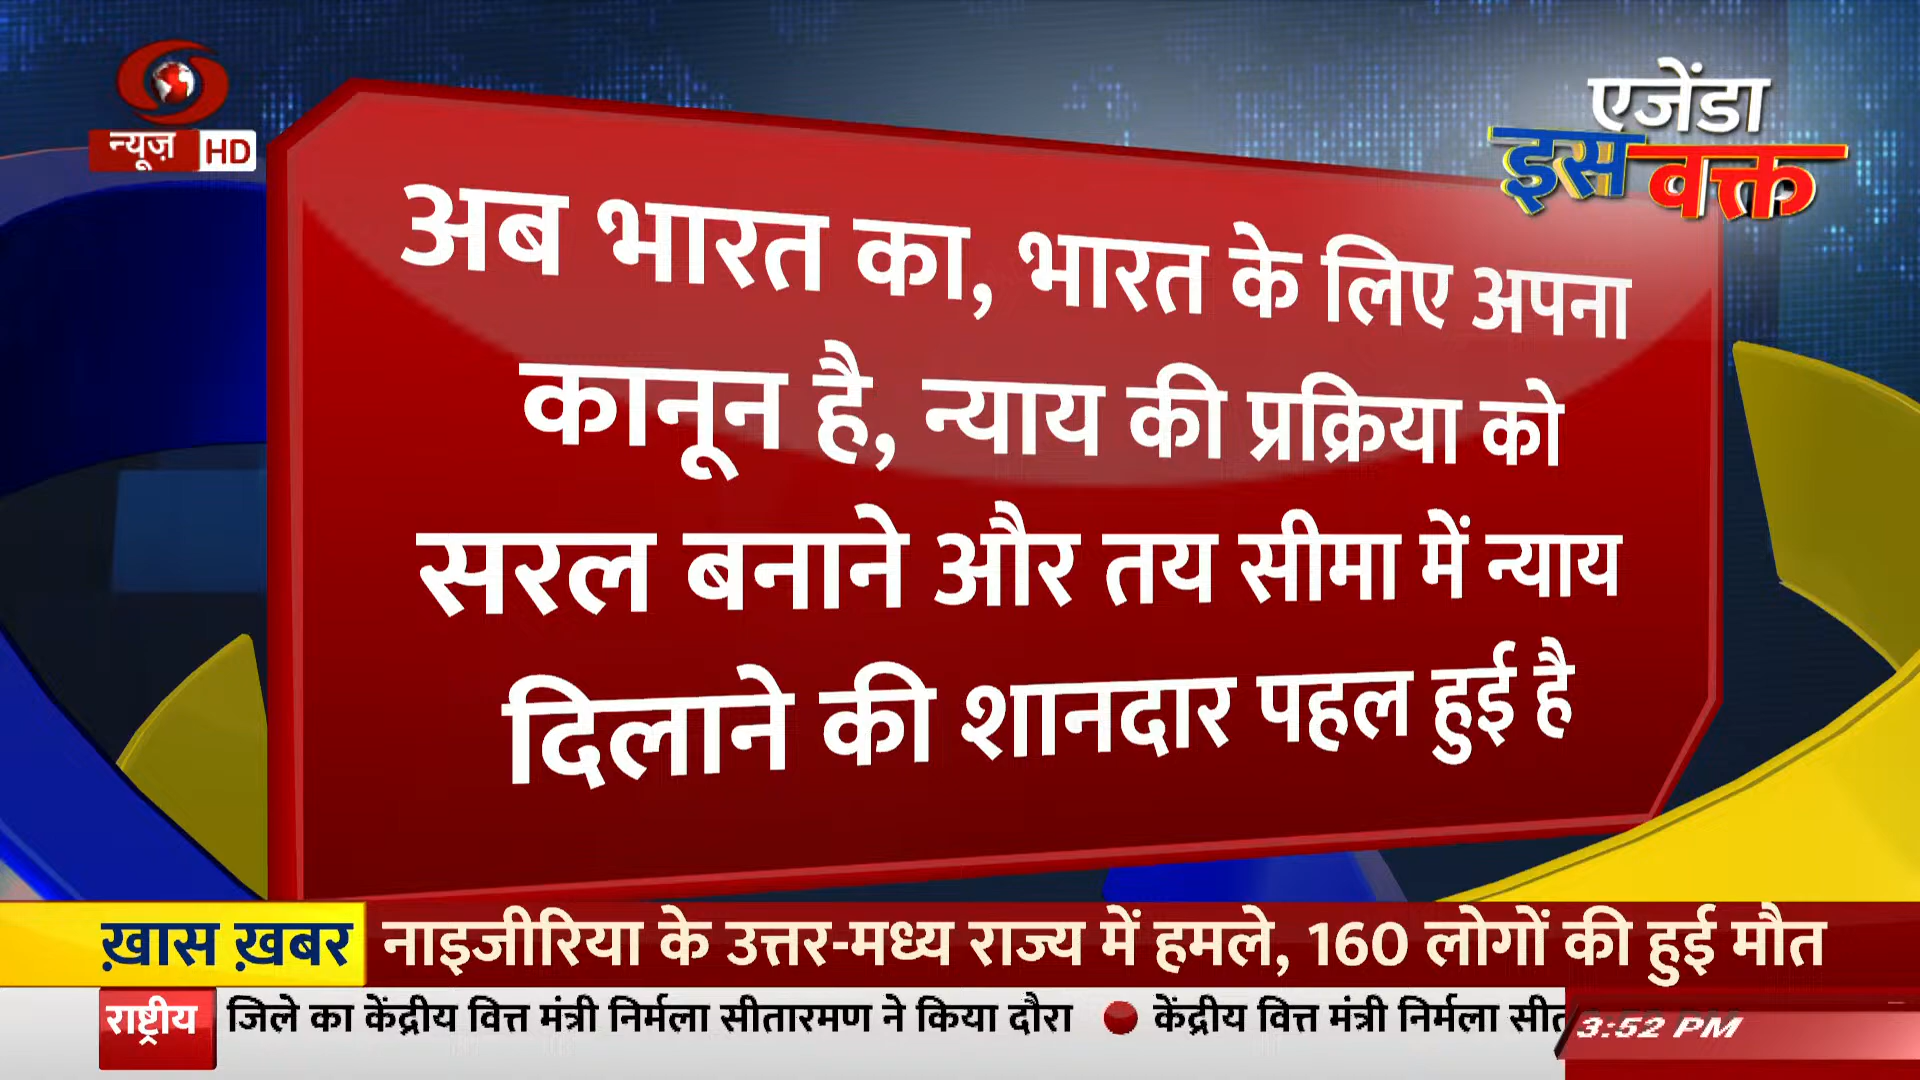 न्यूज़ HD
एजेंडा
इस वक्त
अब भारत का, भारत के लिए अपना
कानून है, न्याय की प्रक्रिया को
सरल बनाने और तय सीमा में न्याय
दिलाने की शानदार पहल हुई है
ख़ास ख़बर नाइजीरिया के उत्तर-मध्य राज्य में हमले, 160 लोगों की हुई मौत
राष्ट्रीय जिले का केंद्रीय वित्त मंत्री निर्मला सीतारमण ने किया दौरा ● केंद्रीय वित्त मंत्री निर्मला
3:52 PM